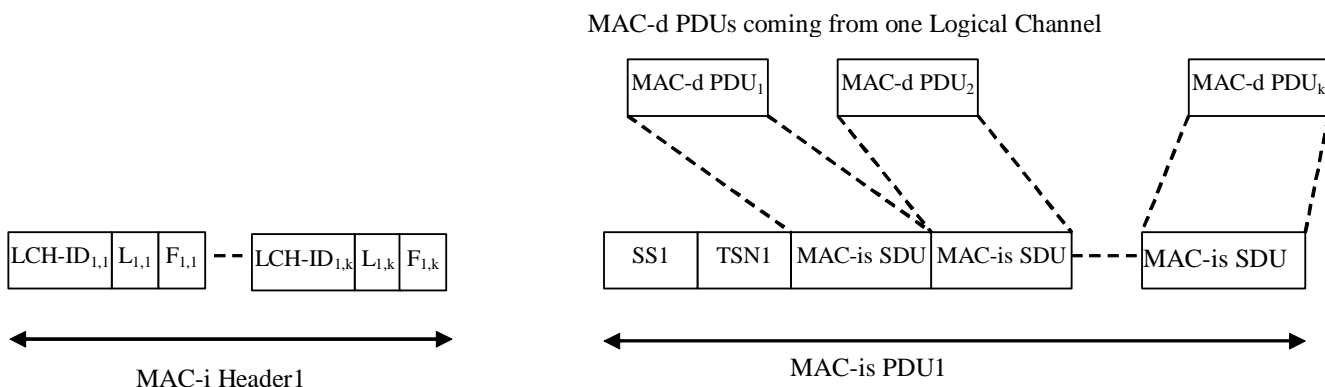 MAC-d PDUs coming from one Logical Channel
MAC-d PDU₁ MAC-d PDU₂ MAC-d PDUₖ
LCH-ID₁,₁ L₁,₁ F₁,₁ LCH-ID₁,ₖ L₁,ₖ F₁,ₖ SS1 TSN1 MAC-is SDU MAC-is SDU MAC-is SDU
MAC-i Header1 MAC-is PDU1